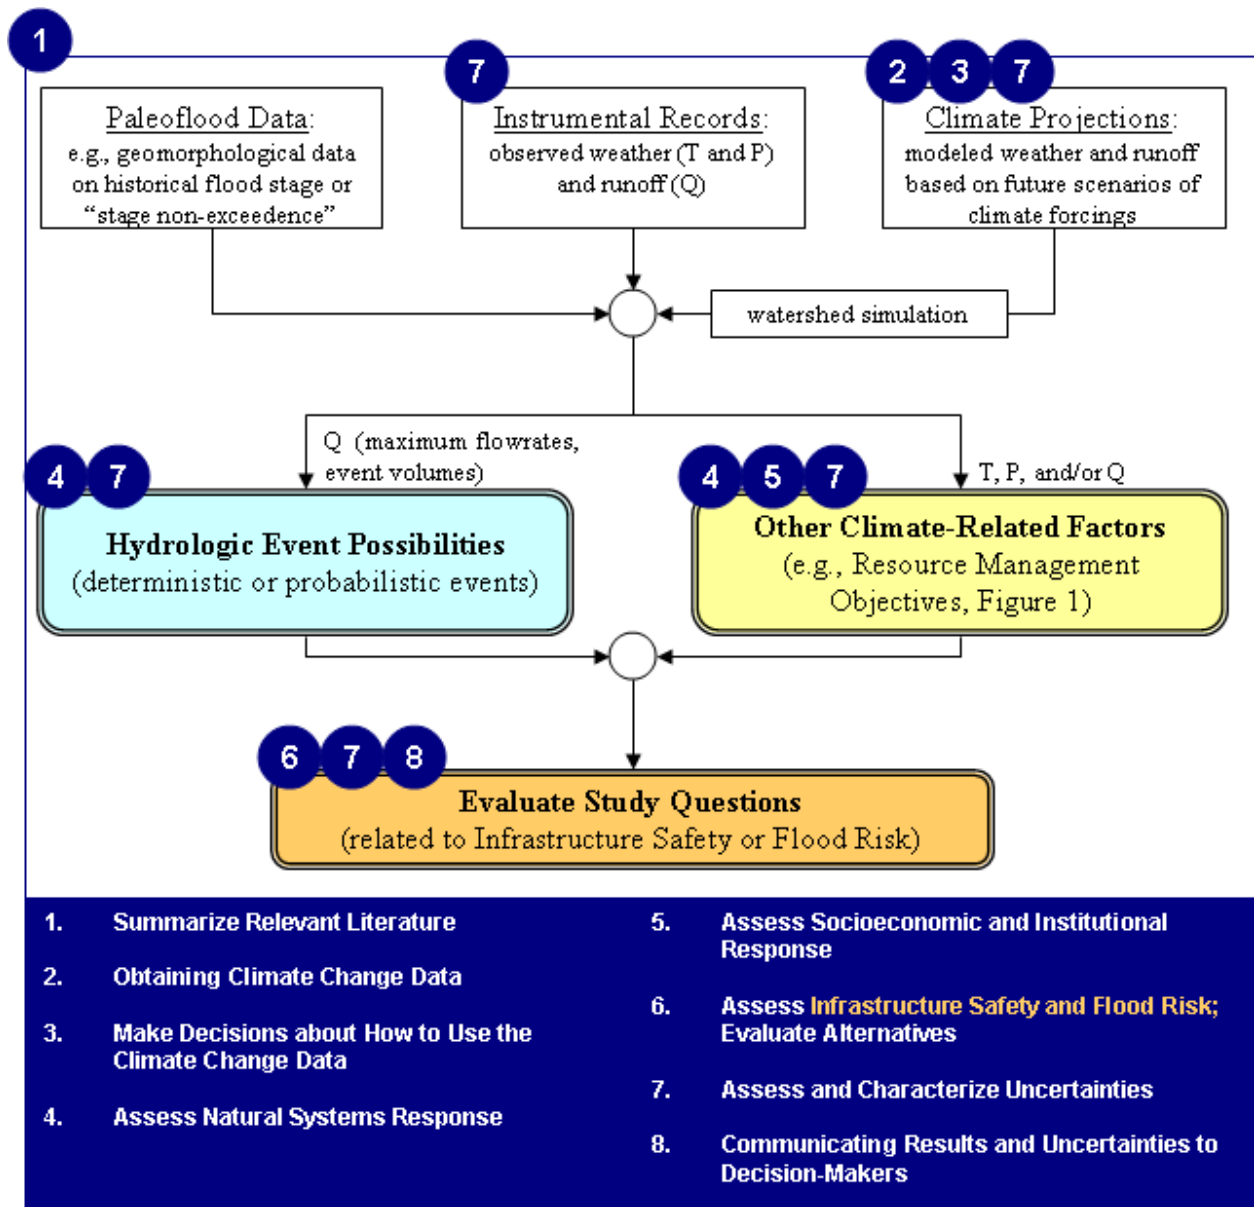 1
7
2 3 7
Paleoflood Data:
e.g., geomorphological data
on historical flood stage or
“stage non-exceedence”
Instrumental Records:
observed weather (T and P)
and runoff (Q)
Climate Projections:
modeled weather and runoff
based on future scenarios of
climate forcings
watershed simulation
Q (maximum flowrates,
event volumes)
T, P, and/or Q
4 7
Hydrologic Event Possibilities
(deterministic or probabilistic events)
4 5 7
Other Climate-Related Factors
(e.g., Resource Management
Objectives, Figure 1)
6 7 8
Evaluate Study Questions
(related to Infrastructure Safety or Flood Risk)
1. Summarize Relevant Literature
2. Obtaining Climate Change Data
3. Make Decisions about How to Use the
Climate Change Data
4. Assess Natural Systems Response
5. Assess Socioeconomic and Institutional
Response
6. Assess Infrastructure Safety and Flood Risk;
Evaluate Alternatives
7. Assess and Characterize Uncertainties
8. Communicating Results and Uncertainties to
Decision-Makers